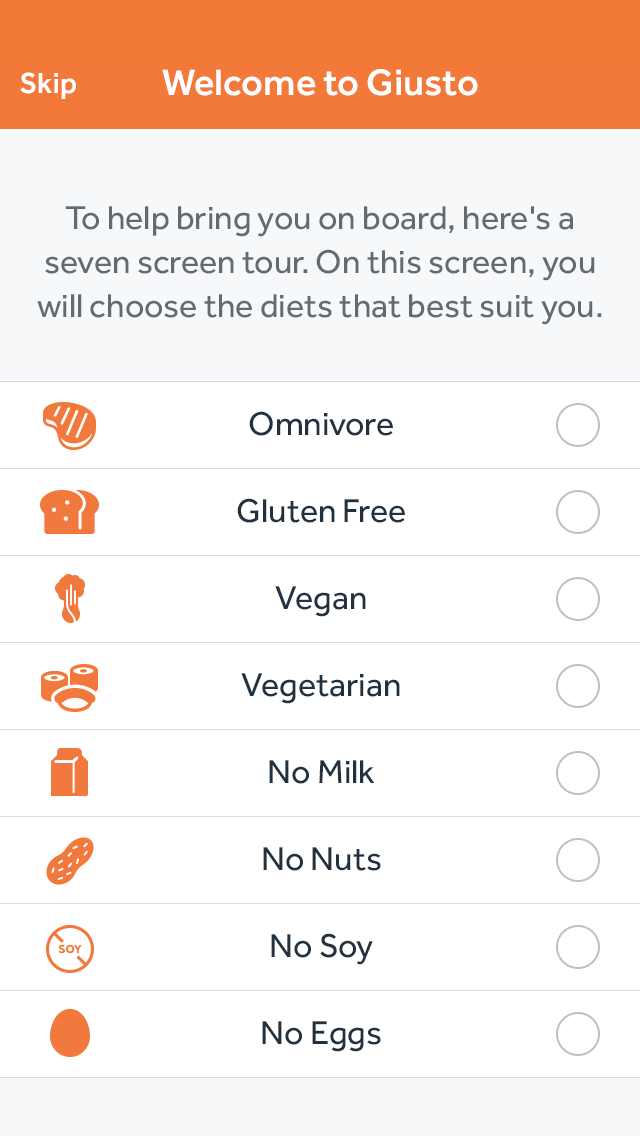 Skip
Welcome to Giusto
To help bring you on board, here's a
seven screen tour. On this screen, you
will choose the diets that best suit you.
Omnivore
Gluten Free
Vegan
Vegetarian
No Milk
No Nuts
SOY
No Soy
No Eggs